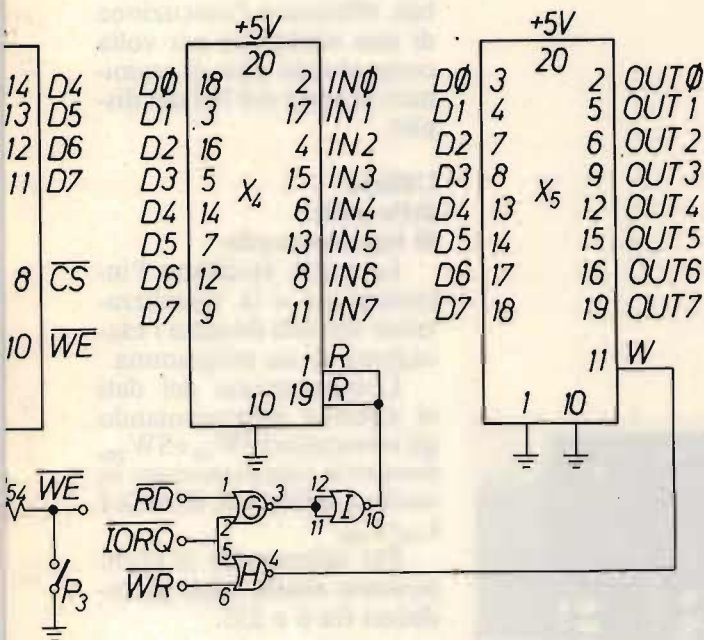 +5V +5V
20 20
14 D4 DØ 18 2 INØ DØ 3 2 OUTØ
13 D5 D1 3 17 IN1 D1 4 5 OUT1
12 D6 D2 16 4 IN2 D2 7 6 OUT2
11 D7 D3 5 X4 15 IN3 D3 8 X5 9 OUT3
D4 14 6 IN4 D4 13 12 OUT4
D5 7 13 IN5 D5 14 15 OUT5
8 CS D6 12 8 IN6 D6 17 16 OUT6
D7 9 11 IN7 D7 18 19 OUT7
10 WE 1 R 11 W
10 19 R 1 10
54 WE RD 1 G 3 12 11 I 10
IORQ 2 5
P3 WR 6 H 4